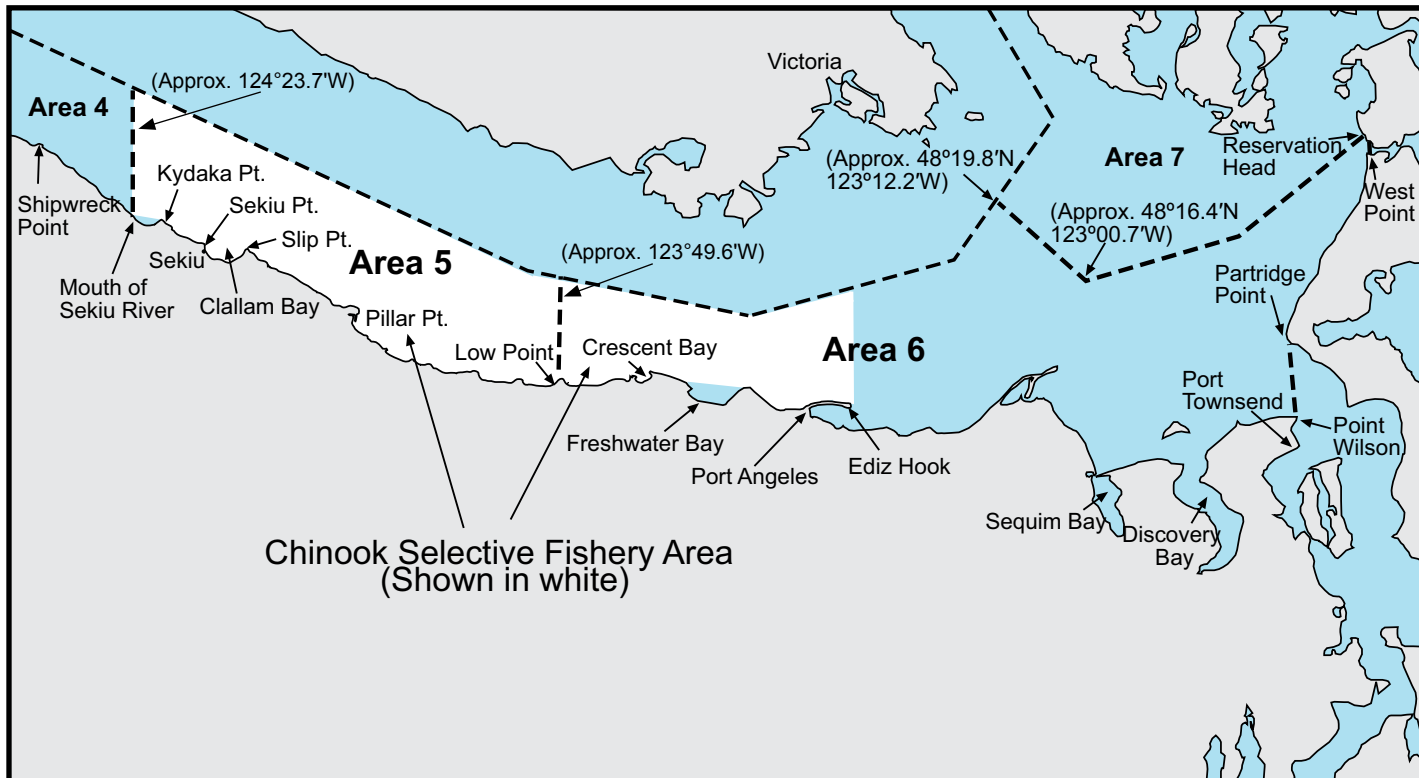 Victoria
(Approx. 124°23.7'W)
Area 4
Reservation
Head
(Approx. 48º19.8'N
123º12.2'W)
Area 7
Kydaka Pt.
West
Point
Shipwreck
Point
Sekiu Pt.
(Approx. 48º16.4'N
123º00.7'W)
Slip Pt.
Sekiu
Area 5
(Approx. 123°49.6'W)
Mouth of
Sekiu River
Clallam Bay
Partridge
Point
Pillar Pt.
Low Point
Crescent Bay
Area 6
Port
Townsend
Point
Wilson
Freshwater Bay
Port Angeles
Ediz Hook
Sequim Bay
Discovery
Bay
Chinook Selective Fishery Area
(Shown in white)